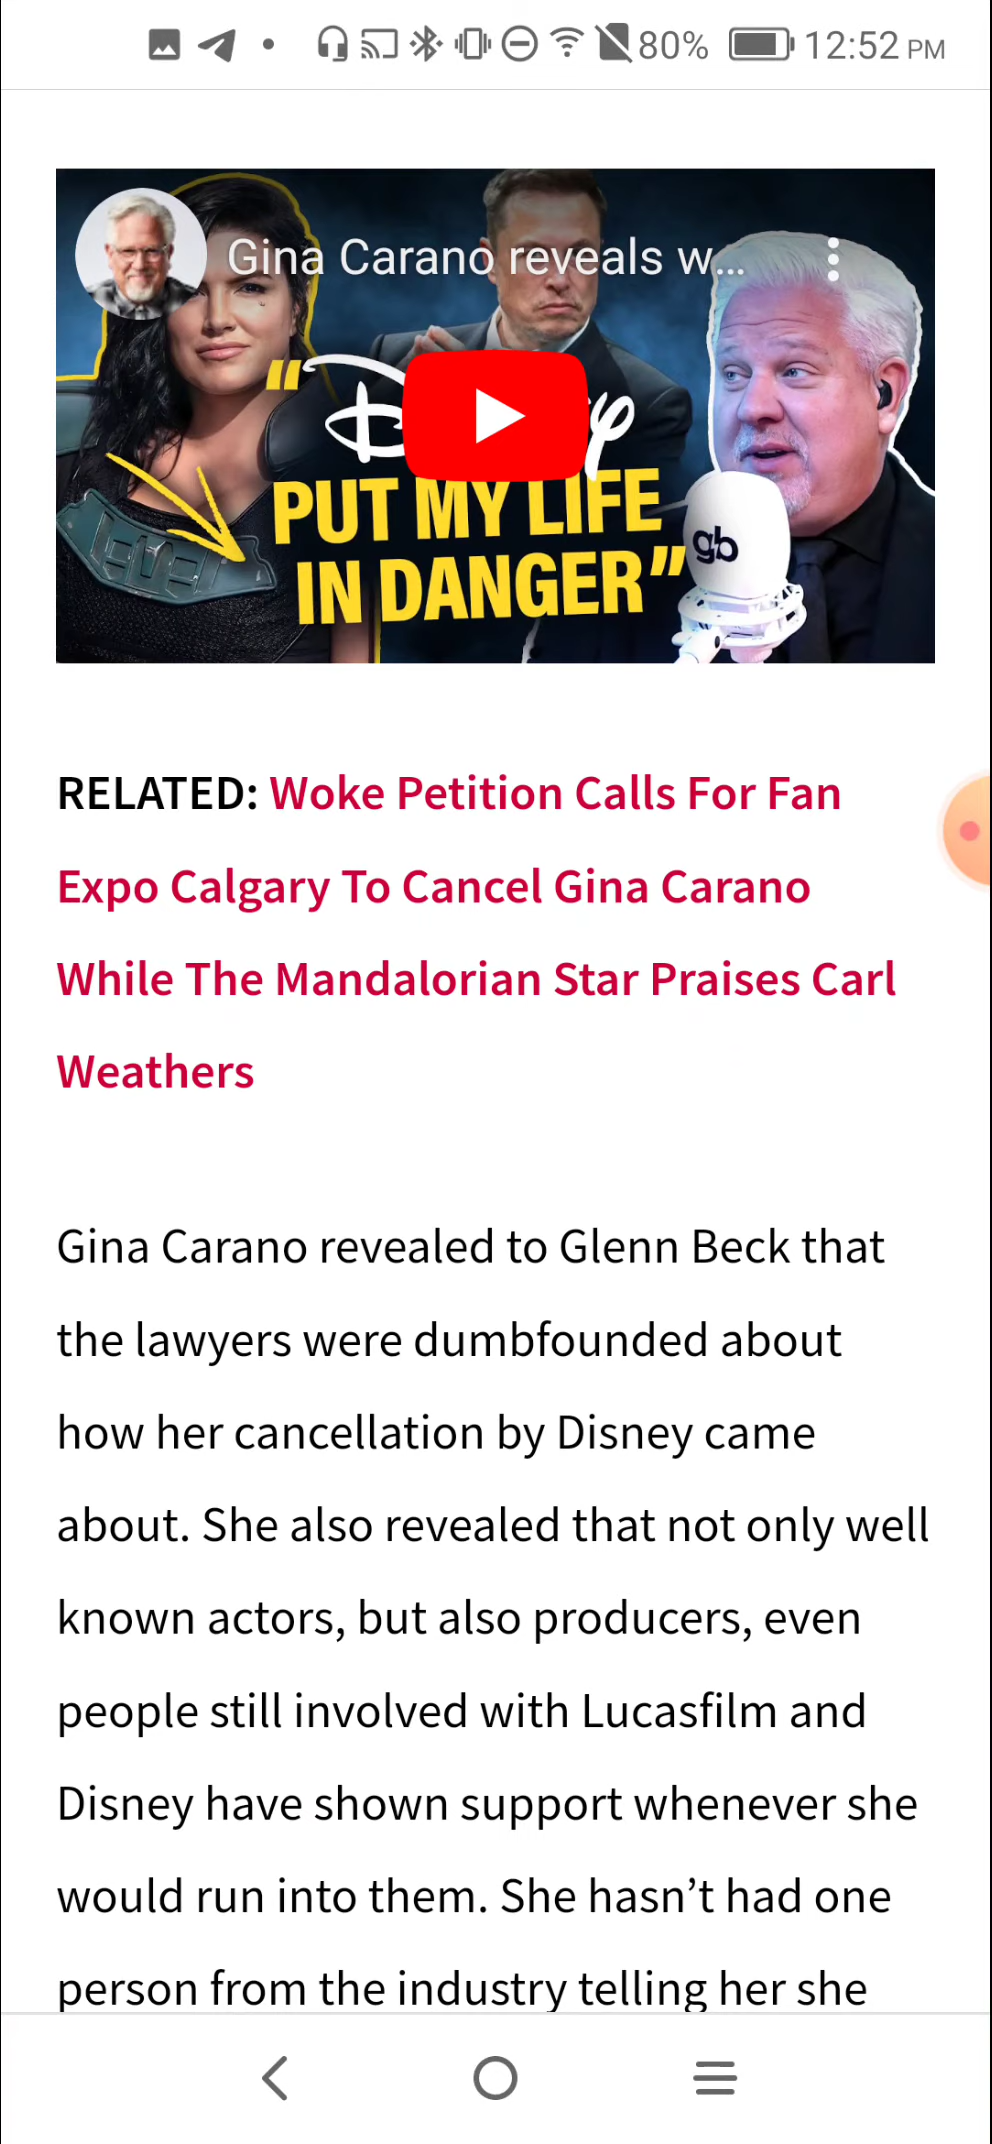 80% 12:52 PM
Gina Carano reveals w...
"D y
PUT MY LIFE
IN DANGER"
gb
RELATED: Woke Petition Calls For Fan
Expo Calgary To Cancel Gina Carano
While The Mandalorian Star Praises Carl
Weathers
Gina Carano revealed to Glenn Beck that
the lawyers were dumbfounded about
how her cancellation by Disney came
about. She also revealed that not only well
known actors, but also producers, even
people still involved with Lucasfilm and
Disney have shown support whenever she
would run into them. She hasn’t had one
person from the industry telling her she